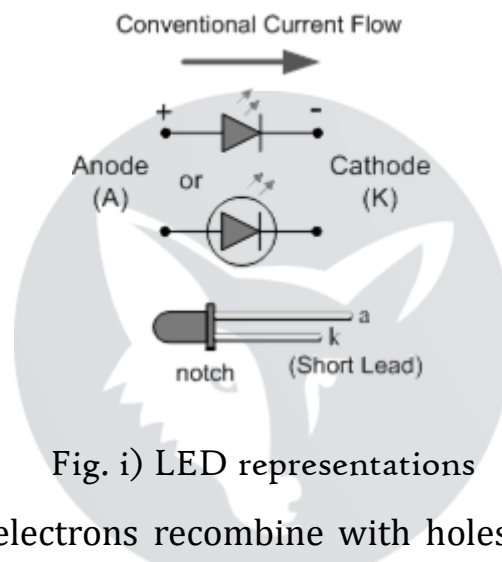 Conventional Current Flow
+ -
Anode
(A)
or
Cathode
(K)
a
k
notch
(Short Lead)
Fig. i) LED representations
electrons recombine with holes